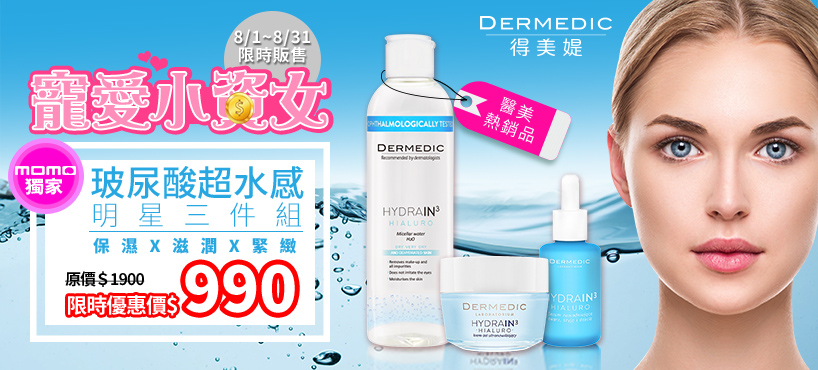 8/1~8/31
限時販售
寵愛小資女
momo
獨家
玻尿酸超水感
明星三件組
保濕X滋潤X緊緻
原價$1900
限時優惠價$990
DERMEDIC
得美媞
醫美
熱銷品
OPHTHALMOLOGICALLY TESTED
DERMEDIC
Recommended by dermatologists
HYDRAIN3
HIALURO
Micellar water
H2O
Removes make-up and
all impurities
Does not irritate the eyes
Moisturises the skin
DERMEDIC
LABORATORIUM
HYDRAIN3
HIALURO
DERMEDIC
HYDRAIN3
HIALURO